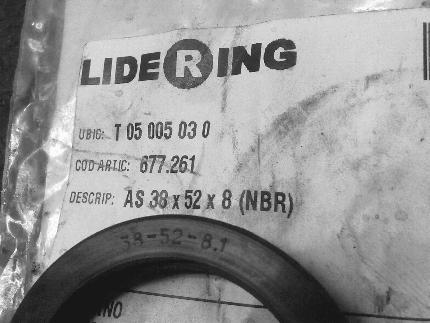 LIDERING
UBIC: T 05 005 03 0
COD ARTIC: 677.261
DESCRIP: AS 38 x 52 x 8 (NBR)
38-52-8.1